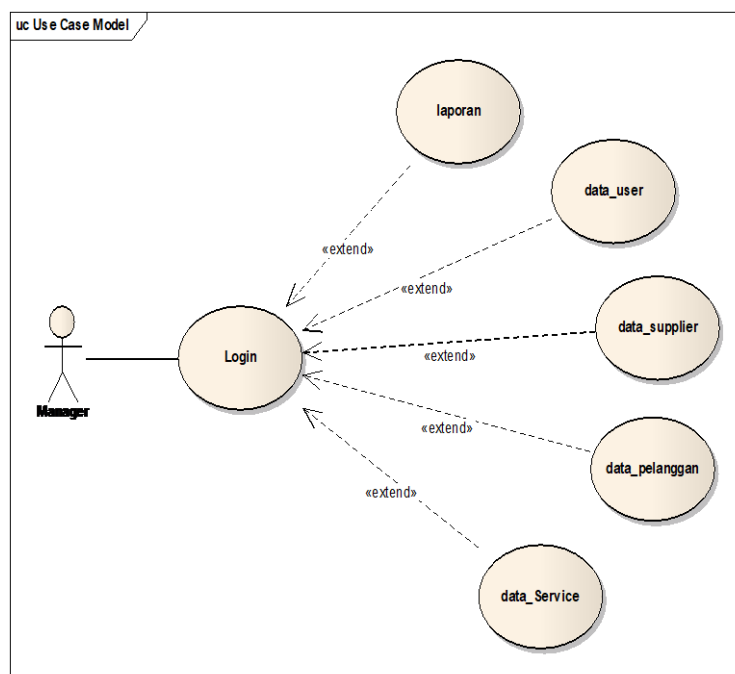 uc Use Case Model
laporan
data_user
«extend»
«extend»
data_supplier
Login
«extend»
Manager
«extend»
data_pelanggan
«extend»
data_Service